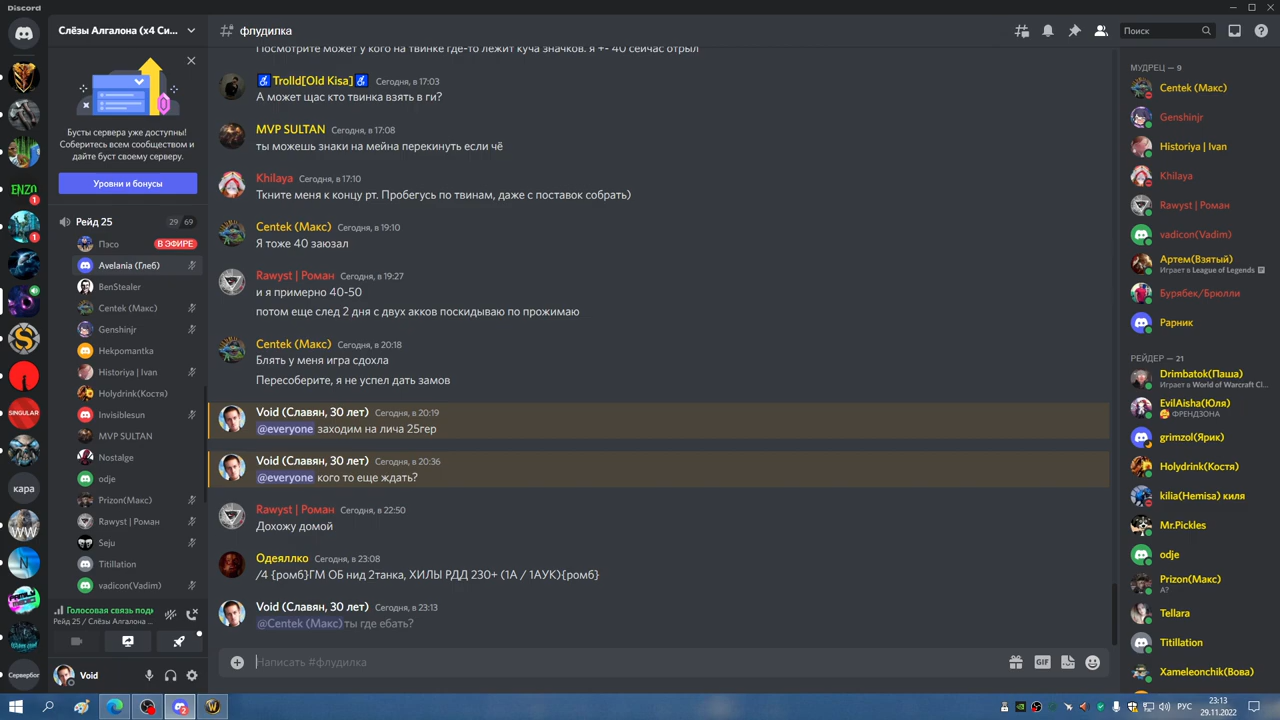 Discord
Слёзы Алгалона (x4 Си...
флудилка
Поиск
Бусты сервера уже доступны!
Соберитесь всем сообществом и
дайте буст своему серверу.
Уровни и бонусы
Рейд 25
29 69
Пэсо
В ЭФИРЕ
Avelania (Глеб)
BenStealer
Centek (Макс)
Genshinjr
Hekpomantka
Historiya | Ivan
Holydrink(Костя)
Invisiblesun
MVP SULTAN
Nostalge
odje
Prizon(Макс)
Rawyst | Роман
Seju
Titillation
vadicon(Vadim)
Голосовая связь подк
Рейд 25 / Слёзы Алгалона ...
Void
ENZO
1
1
SINGULAR
кара
WW
Сервербог
Посмотрите может у кого на твинке где-то лежит куча значков. я +- 40 сейчас отрыл
Trolld[Old Kisa] Сегодня, в 17:03
А может щас кто твинка взять в ги?
MVP SULTAN Сегодня, в 17:08
ты можешь знаки на мейна перекинуть если чё
Khilaya Сегодня, в 17:10
Ткните меня к концу рт. Пробегусь по твинам, даже с поставок собрать)
Centek (Макс) Сегодня, в 19:10
Я тоже 40 заюзал
Rawyst | Роман Сегодня, в 19:27
и я примерно 40-50
потом еще след 2 дня с двух акков поскидываю по прожимаю
Centek (Макс) Сегодня, в 20:18
Блять у меня игра сдохла
Пересоберите, я не успел дать замов
Void (Славян, 30 лет) Сегодня, в 20:19
@everyone заходим на лича 25гер
Void (Славян, 30 лет) Сегодня, в 20:36
@everyone кого то еще ждать?
Rawyst | Роман Сегодня, в 22:50
Дохожу домой
Одеяллко Сегодня, в 23:08
/4 {ромб}ГМ ОБ нид 2танка, ХИЛЫ РДД 230+ (1А / 1АУК){ромб}
Void (Славян, 30 лет) Сегодня, в 23:13
@Centek (Макс) ты где ебать?
Написать #флудилка
GIF
МУДРЕЦ — 9
Centek (Макс)
Genshinjr
Historiya | Ivan
Khilaya
Rawyst | Роман
vadicon(Vadim)
Артем(Взятый)
Играет в League of Legends
Бурябек/Брюлли
Рарник
РЕЙДЕР — 21
Drimbatok(Паша)
Играет в World of Warcraft Cl...
EvilAisha(Юля)
ФРЕНДЗОНА
grimzol(Ярик)
Holydrink(Костя)
kilia(Hemisa) киля
Mr.Pickles
odje
Prizon(Макс)
A?
Tellara
Titillation
Xameleonchik(Вова)
2
РУС
23:13
29.11.2022